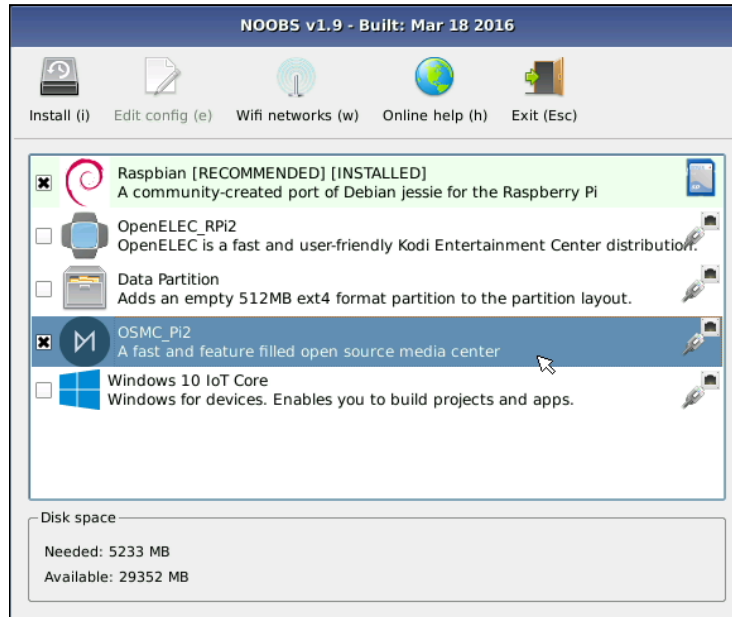 NOOBS v1.9 - Built: Mar 18 2016
Install (i) Edit config (e) Wifi networks (w) Online help (h) Exit (Esc)
Raspbian [RECOMMENDED] [INSTALLED]
A community-created port of Debian jessie for the Raspberry Pi
OpenELEC_RPi2
OpenELEC is a fast and user-friendly Kodi Entertainment Center distribution.
Data Partition
Adds an empty 512MB ext4 format partition to the partition layout.
OSMC_Pi2
A fast and feature filled open source media center
Windows 10 IoT Core
Windows for devices. Enables you to build projects and apps.
Disk space
Needed: 5233 MB
Available: 29352 MB